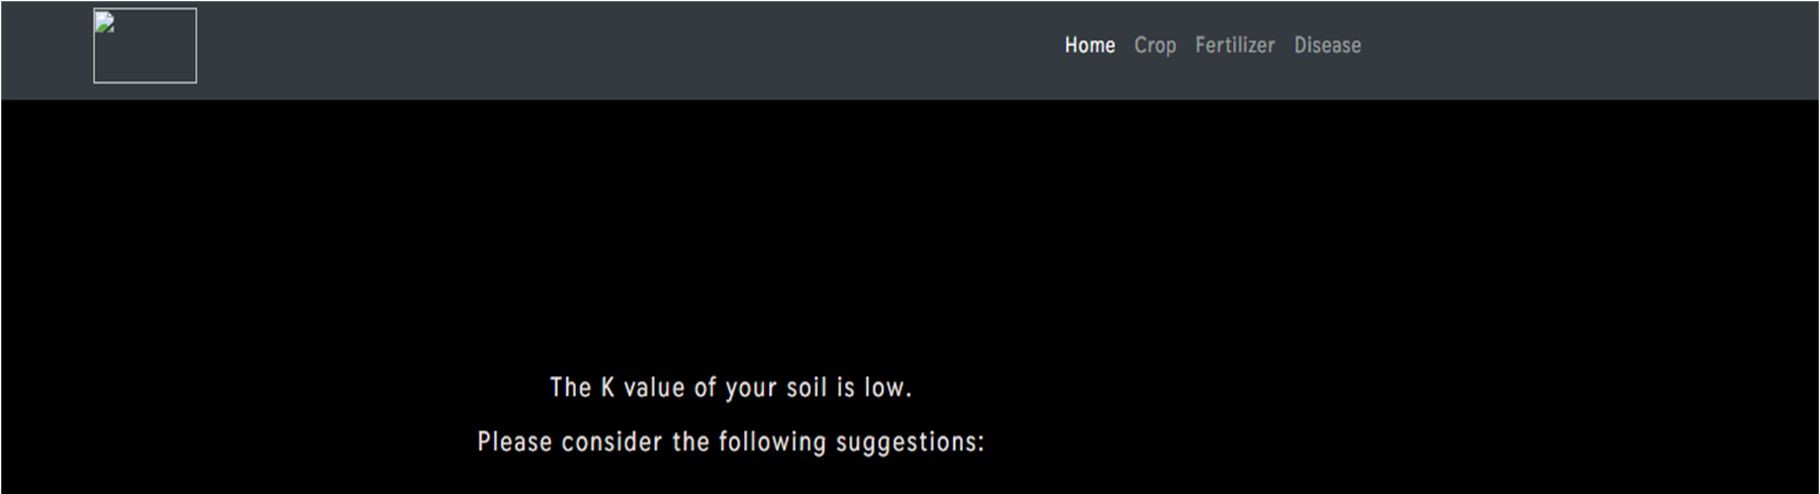 Home Crop Fertilizer Disease
The K value of your soil is low.
Please consider the following suggestions: